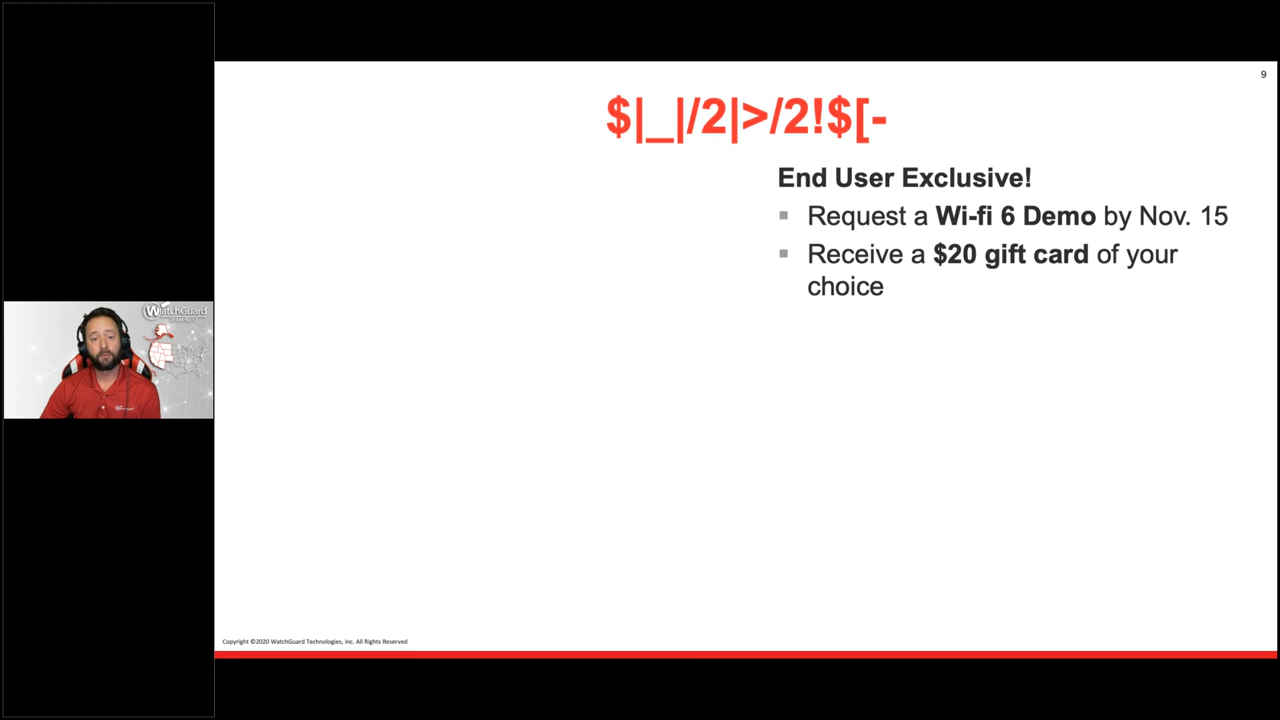 9
$|_|/2|>/2!$[-
End User Exclusive!
Request a Wi-fi 6 Demo by Nov. 15
Receive a $20 gift card of your
choice
WatchGuard
Copyright ©2020 WatchGuard Technologies, Inc. All Rights Reserved